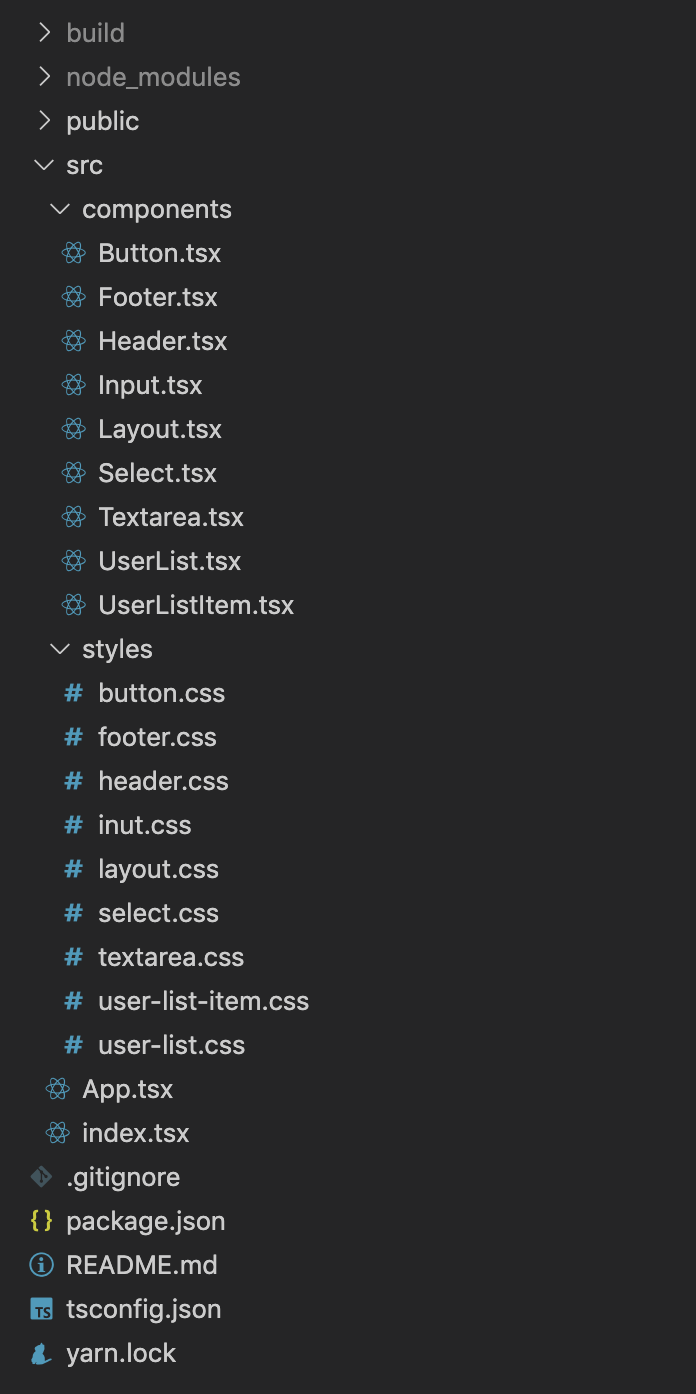 build
node_modules
public
src
components
Button.tsx
Footer.tsx
Header.tsx
Input.tsx
Layout.tsx
Select.tsx
Textarea.tsx
UserList.tsx
UserListItem.tsx
styles
# button.css
# footer.css
# header.css
# inut.css
# layout.css
# select.css
# textarea.css
# user-list-item.css
# user-list.css
App.tsx
index.tsx
.gitignore
{} package.json
README.md
TS tsconfig.json
yarn.lock